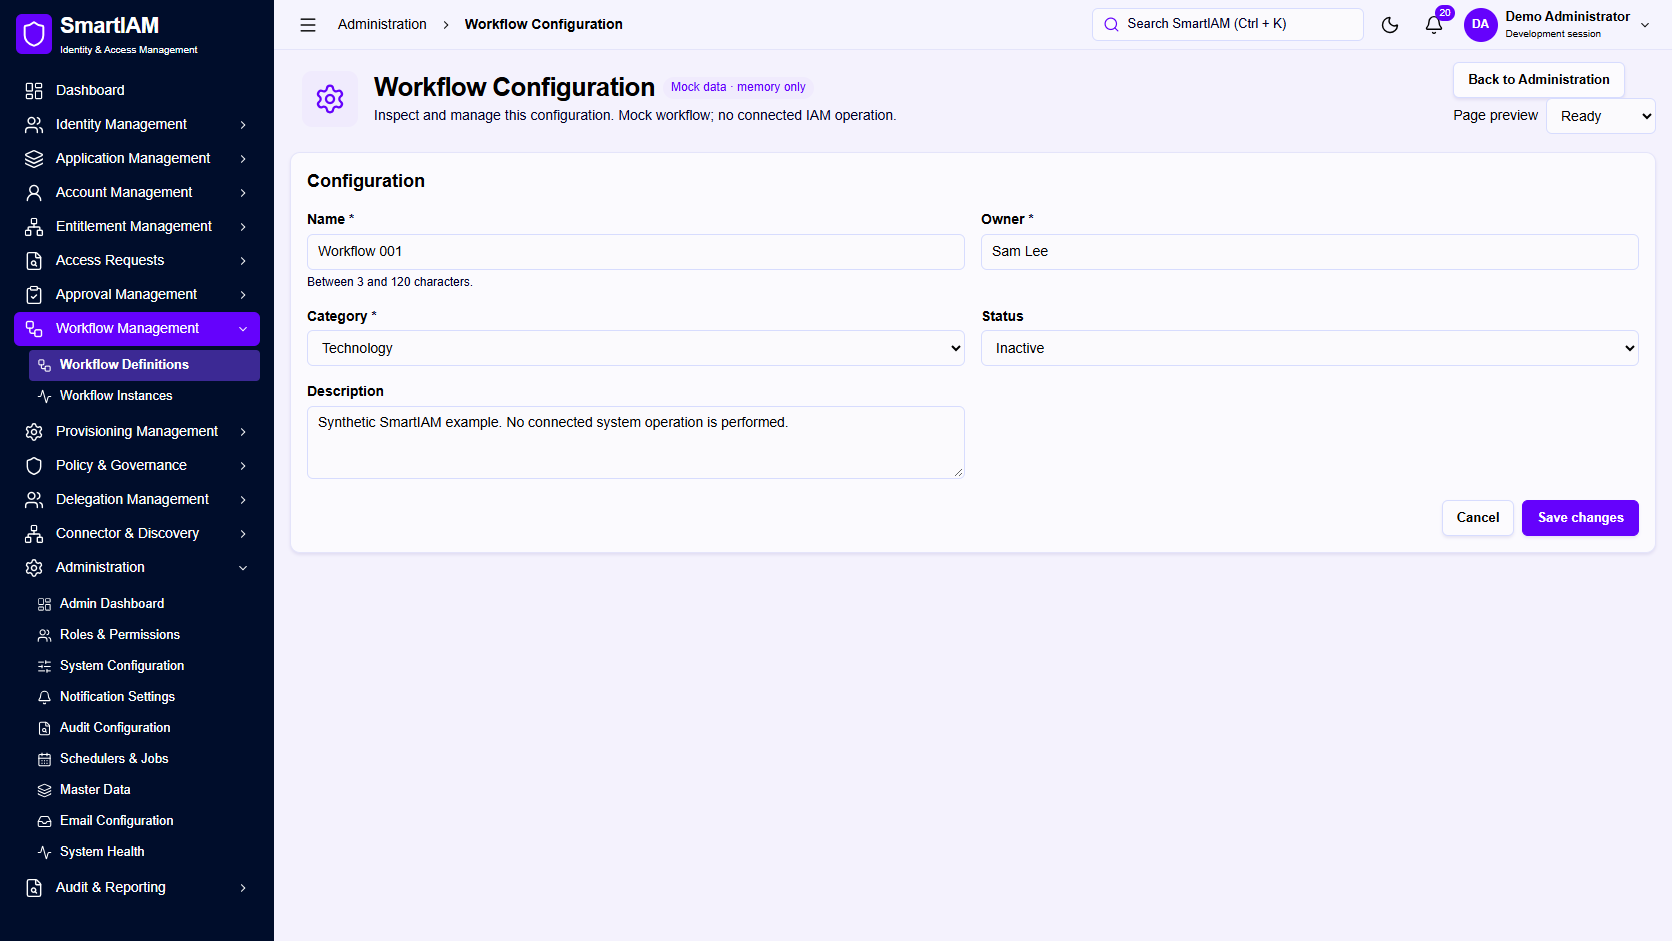 SmartIAM
Identity & Access Management
Dashboard
Identity Management
Application Management
Account Management
Entitlement Management
Access Requests
Approval Management
Workflow Management
Workflow Definitions
Workflow Instances
Provisioning Management
Policy & Governance
Delegation Management
Connector & Discovery
Administration
Admin Dashboard
Roles & Permissions
System Configuration
Notification Settings
Audit Configuration
Schedulers & Jobs
Master Data
Email Configuration
System Health
Audit & Reporting
Administration > Workflow Configuration
Search SmartIAM (Ctrl + K)
20
DA
Demo Administrator
Development session
Workflow Configuration
Mock data · memory only
Inspect and manage this configuration. Mock workflow; no connected IAM operation.
Back to Administration
Page preview
Ready
Configuration
Name *
Workflow 001
Between 3 and 120 characters.
Owner *
Sam Lee
Category *
Technology
Status
Inactive
Description
Synthetic SmartIAM example. No connected system operation is performed.
Cancel
Save changes